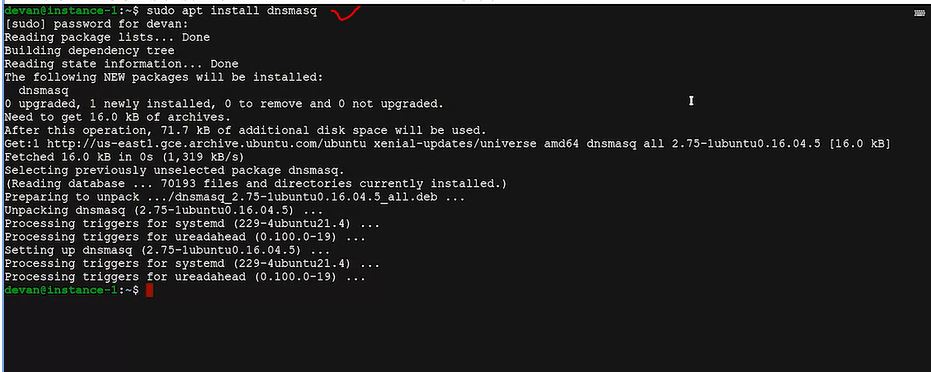 devan@instance-1:~$ sudo apt install dnsmasq
[sudo] password for devan:
Reading package lists... Done
Building dependency tree
Reading state information... Done
The following NEW packages will be installed:
  dnsmasq
0 upgraded, 1 newly installed, 0 to remove and 0 not upgraded.
Need to get 16.0 kB of archives.
After this operation, 71.7 kB of additional disk space will be used.
Get:1 http://us-east1.gce.archive.ubuntu.com/ubuntu xenial-updates/universe amd64 dnsmasq all 2.75-1ubuntu0.16.04.5 [16.0 kB]
Fetched 16.0 kB in 0s (1,319 kB/s)
Selecting previously unselected package dnsmasq.
(Reading database ... 70193 files and directories currently installed.)
Preparing to unpack .../dnsmasq_2.75-1ubuntu0.16.04.5_all.deb ...
Unpacking dnsmasq (2.75-1ubuntu0.16.04.5) ...
Processing triggers for systemd (229-4ubuntu21.4) ...
Processing triggers for ureadahead (0.100.0-19) ...
Setting up dnsmasq (2.75-1ubuntu0.16.04.5) ...
Processing triggers for systemd (229-4ubuntu21.4) ...
Processing triggers for ureadahead (0.100.0-19) ...
devan@instance-1:~$